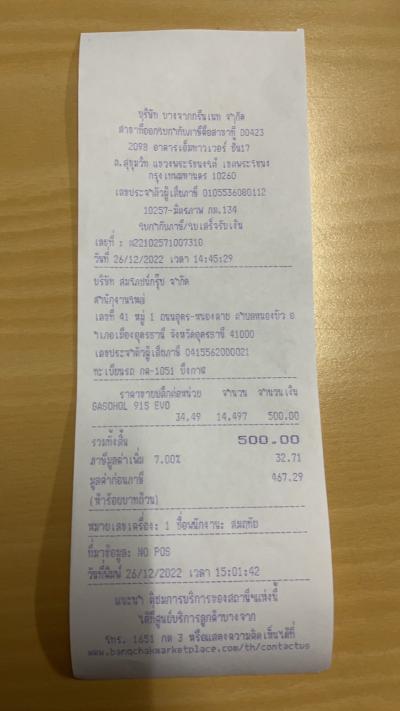 บริษัท บางจากกรีนเนท จำกัด
สาขาที่ออกใบกำกับภาษีคือสาขาที่ 00423
2098 อาคารเอ็มทาวเวอร์ ชั้น7
ถ.สุขุมวิท แขวงพระโขนงใต้ เขตพระโขนง
กรุงเทพมหานคร 10260
เลขประจำตัวผู้เสียภาษี 0105536080112
10257-มิตรภาพ กม.134
ใบกำกับภาษี/ใบเสร็จรับเงิน
เลขที่ : 22102571007310
วันที่ 26/12/2022 เวลา 14:45:29
บริษัท จำกัด
สำนักงานใหญ่
เลขที่ 41 หมู่ 1 ถนนอุดร-หนองคาย ตำบลหนองบัว อ
ำเภอเมืองอุดรธานี จังหวัดอุดรธานี 41000
เลขประจำตัวผู้เสียภาษี 0415562000021
ทะเบียนรถ กล-1051 บึงกาฬ
ราคาขายปลีกต่อหน่วย จำนวน จำนวนเงิน
GASOHOL 91S EVO
34.49 14.497 500.00
รวมทั้งสิ้น 500.00
ภาษีมูลค่าเพิ่ม 7.00% 32.71
มูลค่าก่อนภาษี 467.29
(ห้าร้อยบาทถ้วน)
หมายเลขเครื่อง: 1 ชื่อพนักงาน: สมฤทัย
ที่มาข้อมูล: NO POS
วันที่พิมพ์ 26/12/2022 เวลา 15:01:42
แนะนำ ติชมการบริการของสถานีฯแห่งนี้
ได้ที่ศูนย์บริการลูกค้าบางจาก
โทร. 1651 กด 3 หรือแสดงความคิดเห็นได้ที่
www.bangchakmarketplace.com/th/contactus